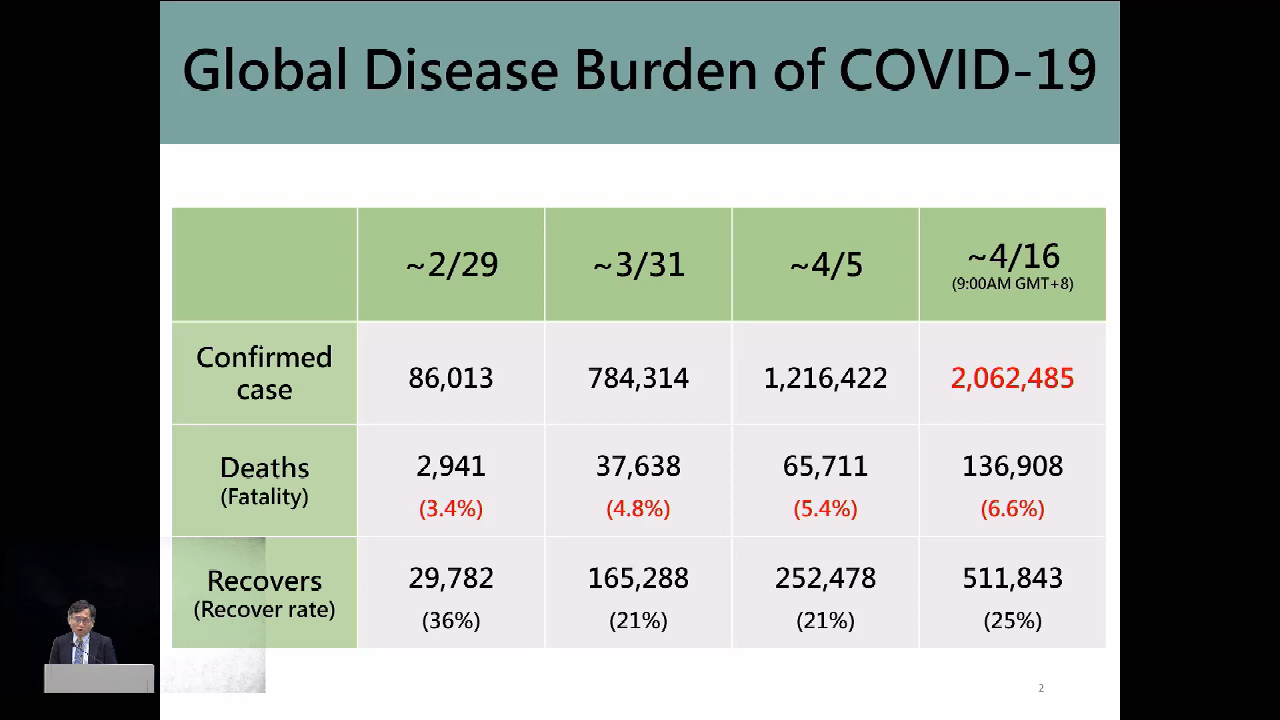 Global Disease Burden of COVID-19
~2/29 ~3/31 ~4/5 ~4/16
(9:00AM GMT+8)
Confirmed
case
86,013 784,314 1,216,422 2,062,485
Deaths
(Fatality)
2,941 37,638 65,711 136,908
(3.4%) (4.8%) (5.4%) (6.6%)
Recovers
(Recover rate)
29,782 165,288 252,478 511,843
(36%) (21%) (21%) (25%)
2